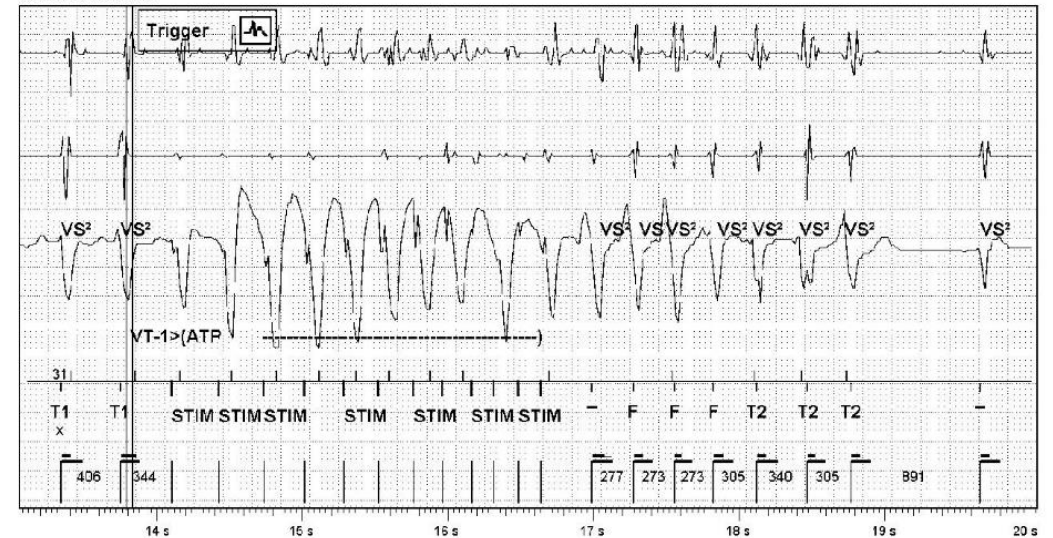 Trigger
VS² VS² VS² VS VS² VS² VS² VS² VS² VS²
VT-1>(ATP ----------------------)
31
T1 T1 STIM STIM STIM STIM STIM STIM STIM – F F F T2 T2 T2 –
x
406 344 277 273 273 305 340 305 891
14 s 15 s 16 s 17 s 18 s 19 s 20 s